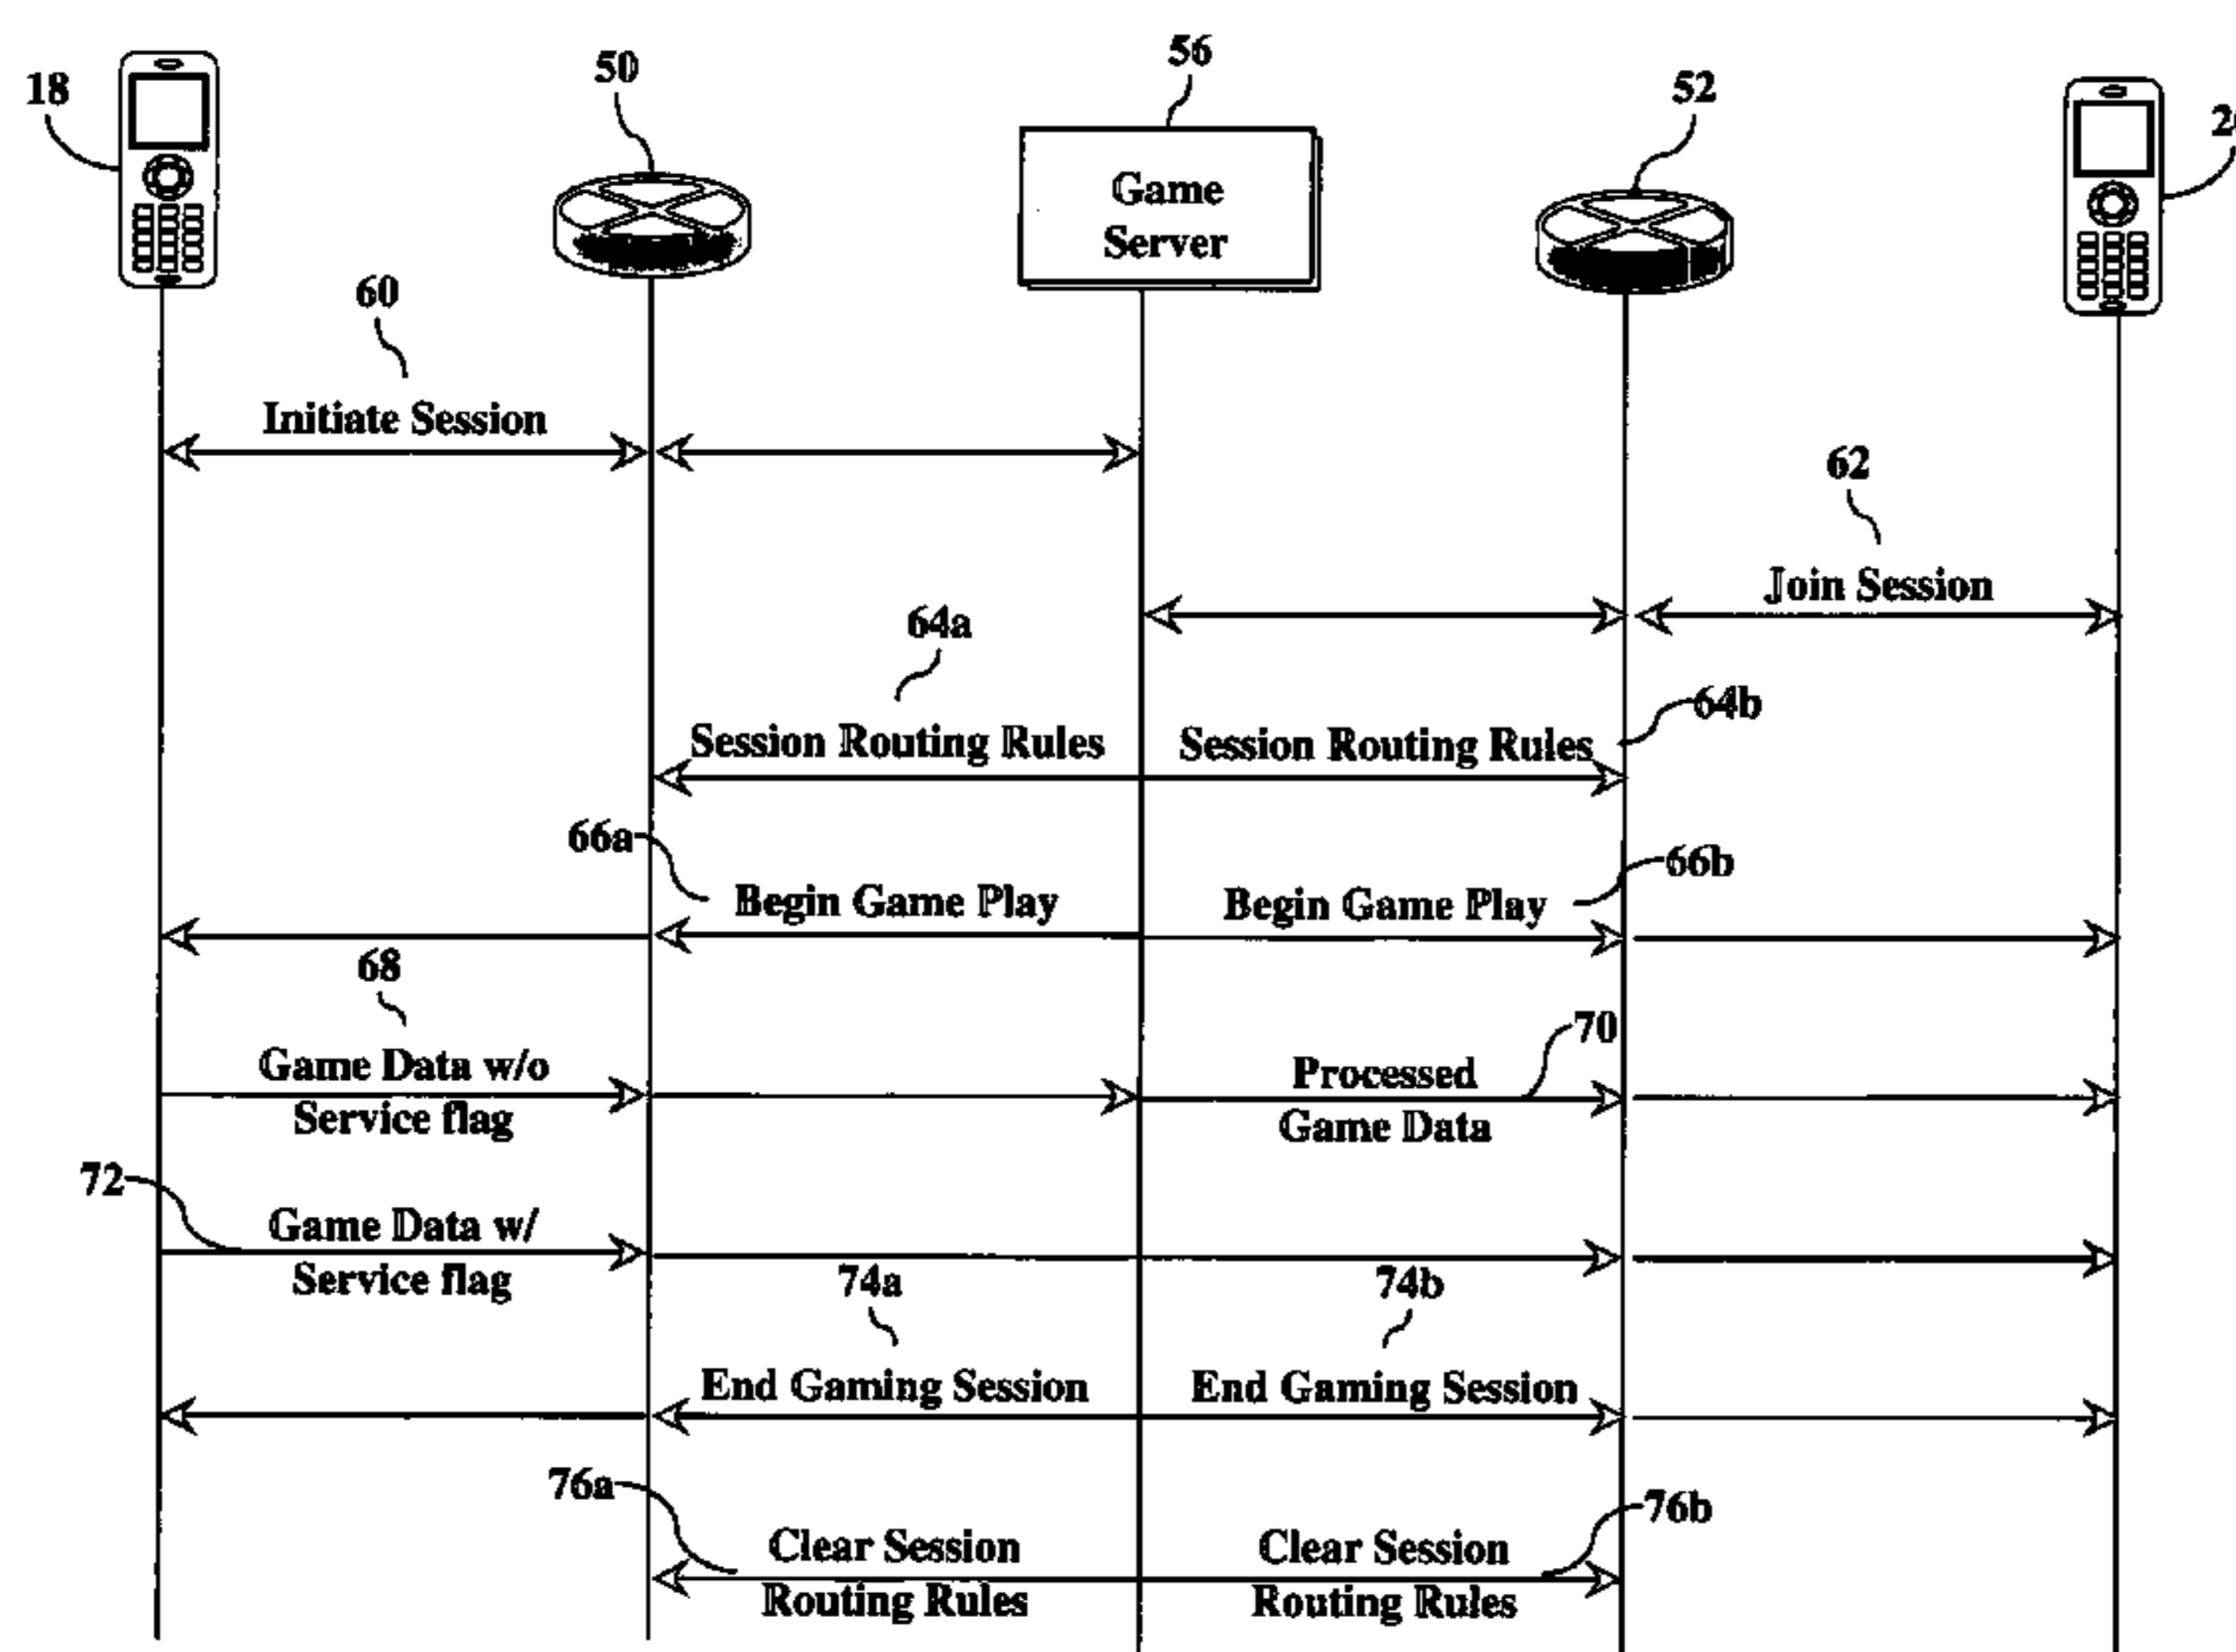 18
50
56
52
Game
Server
60
Initiate Session
62
Join Session
64a
64b
Session Routing Rules
Session Routing Rules
66a
66b
Begin Game Play
Begin Game Play
68
70
Game Data w/o
Service flag
Processed
Game Data
72
Game Data w/
Service flag
74a
74b
End Gaming Session
End Gaming Session
76a
76b
Clear Session
Routing Rules
Clear Session
Routing Rules